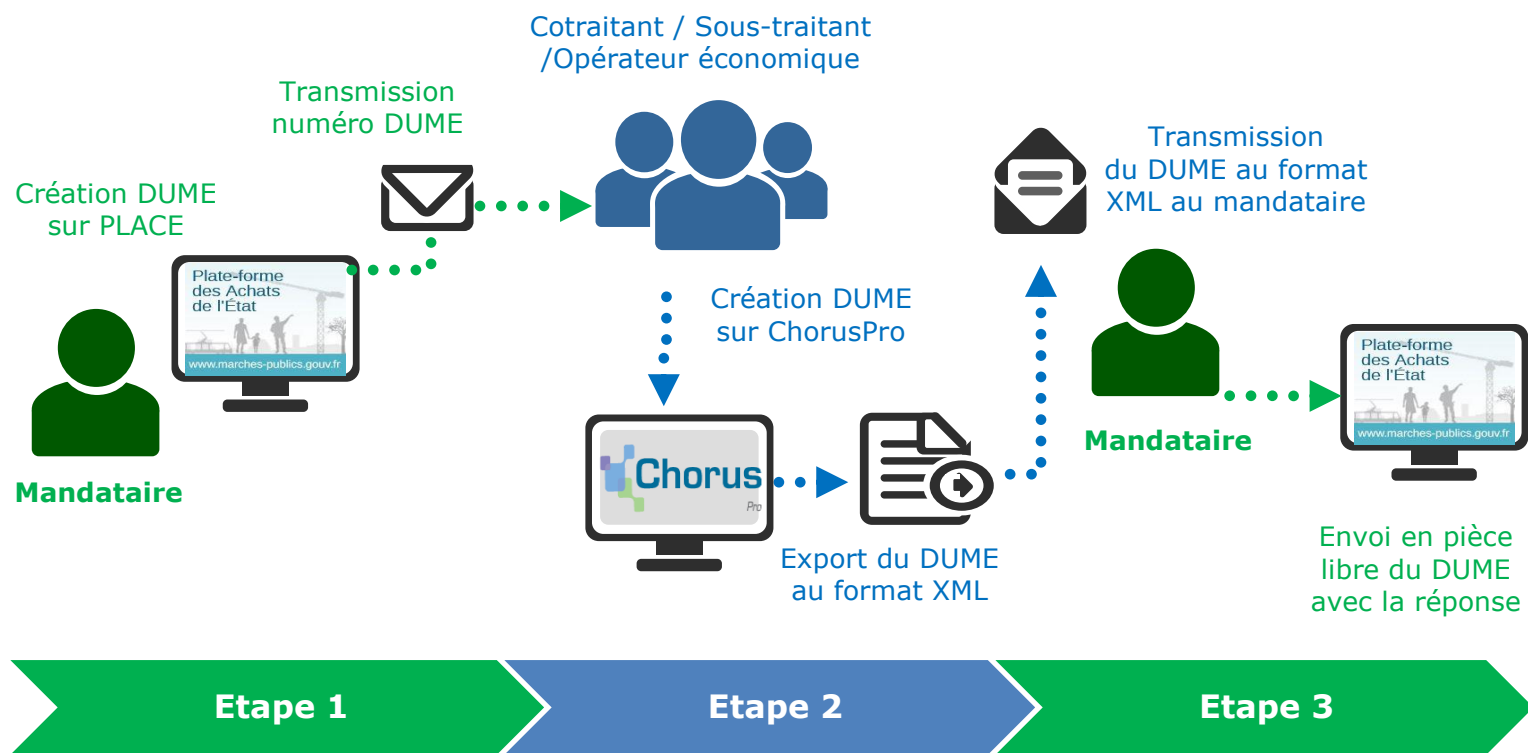 Cotraitant / Sous-traitant
/Opérateur économique
Transmission
numéro DUME
Création DUME
sur PLACE
Plate-forme
des Achats
de l'État
www.marches-publics.gouv.fr
Mandataire
Création DUME
sur ChorusPro
Chorus
Pro
Export du DUME
au format XML
Transmission
du DUME au format
XML au mandataire
Mandataire
Plate-forme
des Achats
de l'État
www.marches-publics.gouv.fr
Envoi en pièce
libre du DUME
avec la réponse
Etape 1
Etape 2
Etape 3